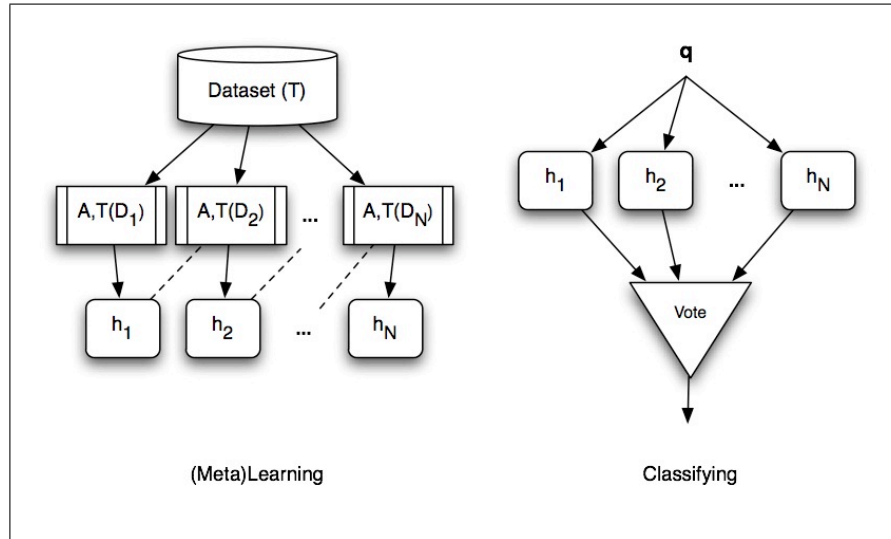 Dataset (T)
A,T(D1) A,T(D2) ... A,T(DN)
h1 h2 ... hN
(Meta)Learning
q
h1 h2 ... hN
Vote
Classifying